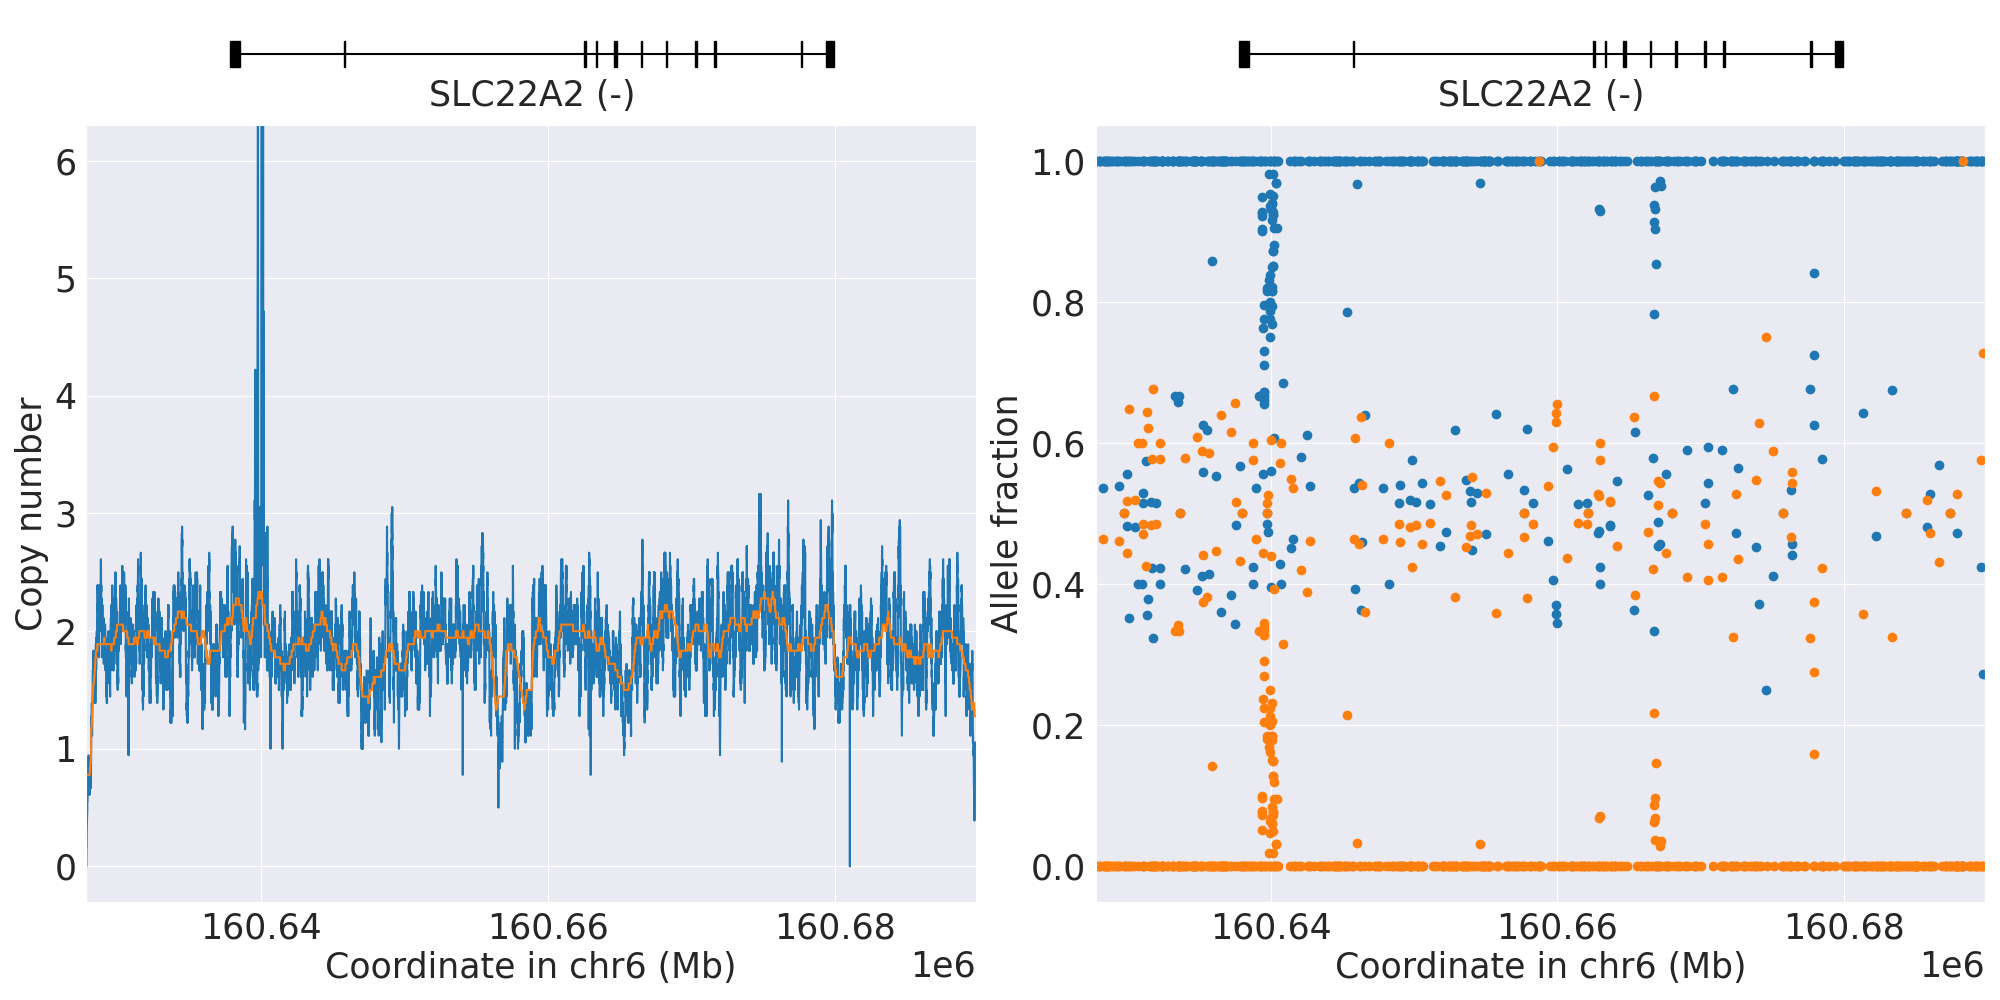 SLC22A2 (-)
6
5
4
3
2
1
0
Copy number
160.64
160.66
160.68
Coordinate in chr6 (Mb)
1e6
SLC22A2 (-)
1.0
0.8
0.6
0.4
0.2
0.0
Allele fraction
160.64
160.66
160.68
Coordinate in chr6 (Mb)
1e6